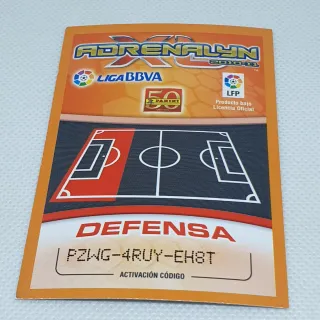 ADRENALYN
XL
LIGA BBVA
50
PANINI
LFP
Producto bajo
Licencia Oficial
DEFENSA
PZWG-4RUY-EH8T
ACTIVACIÓN CÓDIGO